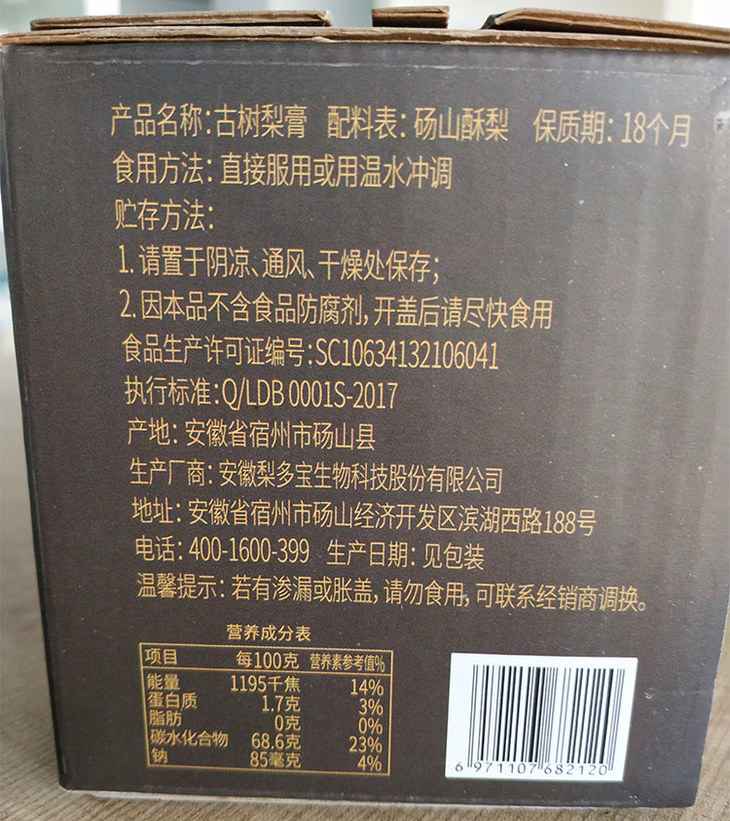 产品名称:古树梨膏 配料表:砀山酥梨 保质期:18个月
食用方法:直接服用或用温水冲调
贮存方法:
1.请置于阴凉、通风、干燥处保存;
2.因本品不含食品防腐剂,开盖后请尽快食用
食品生产许可证编号:SC10634132106041
执行标准:Q/LDB 0001S-2017
产地:安徽省宿州市砀山县
生产厂商:安徽梨多宝生物科技股份有限公司
地址:安徽省宿州市砀山经济开发区滨湖西路188号
电话:400-1600-399 生产日期:见包装
温馨提示:若有渗漏或胀盖,请勿食用,可联系经销商调换。
营养成分表
项目 每100克 营养素参考值%
能量 1195千焦 14%
蛋白质 1.7克 3%
脂肪 0克 0%
碳水化合物 68.6克 23%
钠 85毫克 4%
6 971107 682120